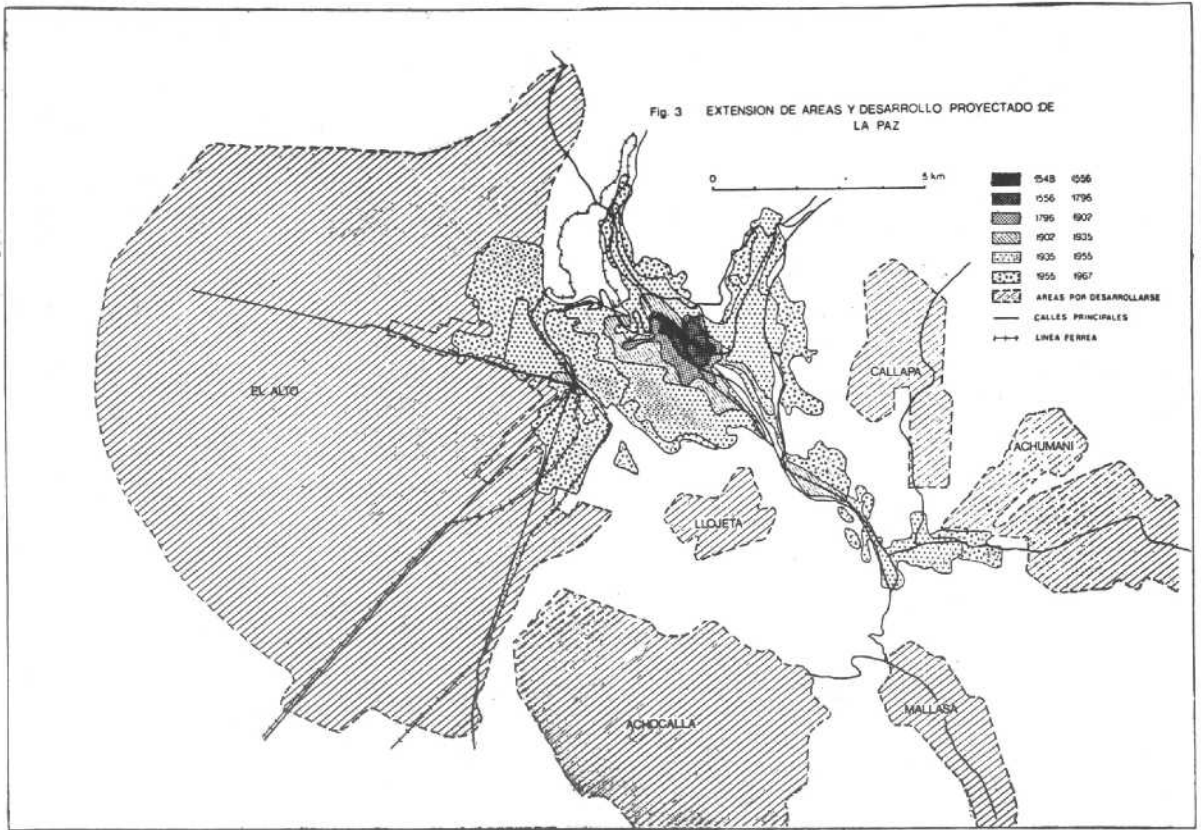 Fig. 3 EXTENSION DE AREAS Y DESARROLLO PROYECTADO DE
LA PAZ
0 5 km
1548 1556
1556 1796
1796 1902
1902 1935
1935 1955
1955 1967
AREAS POR DESARROLLARSE
CALLES PRINCIPALES
LINEA FERREA
CALLAPA
EL ALTO
ACHUMANI
LLOJETA
MALLASA
ACHOCALLA